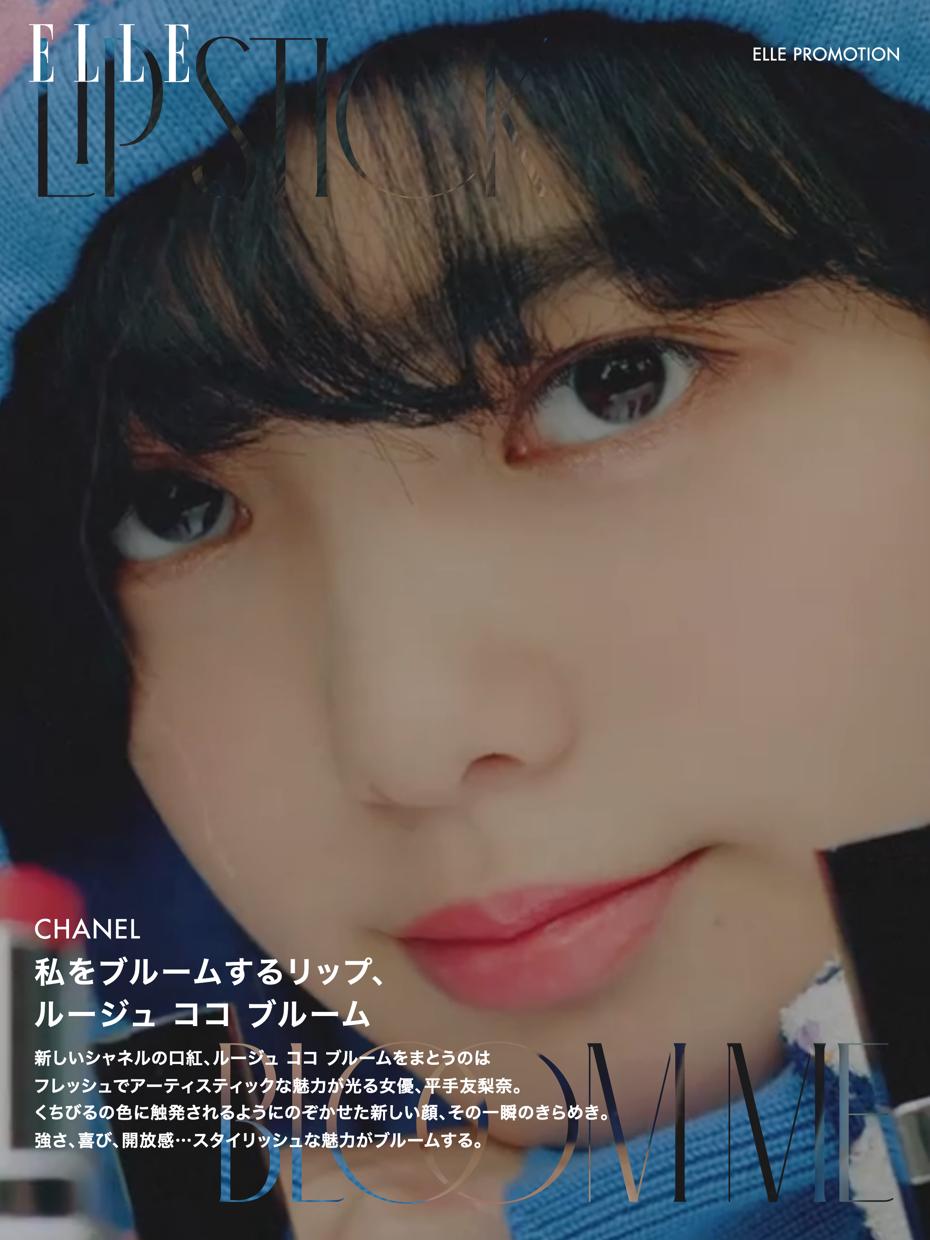 ELLE
ELLE PROMOTION
LIPSTICK
CHANEL
私をブルームするリップ、
ルージュ ココ ブルーム
新しいシャネルの口紅、ルージュ ココ ブルームをまとうのは
フレッシュでアーティスティックな魅力が光る女優、平手友梨奈。
くちびるの色に触発されるようにのぞかせた新しい顔、その一瞬のきらめき。
強さ、喜び、開放感…スタイリッシュな魅力がブルームする。
BLOOM ME